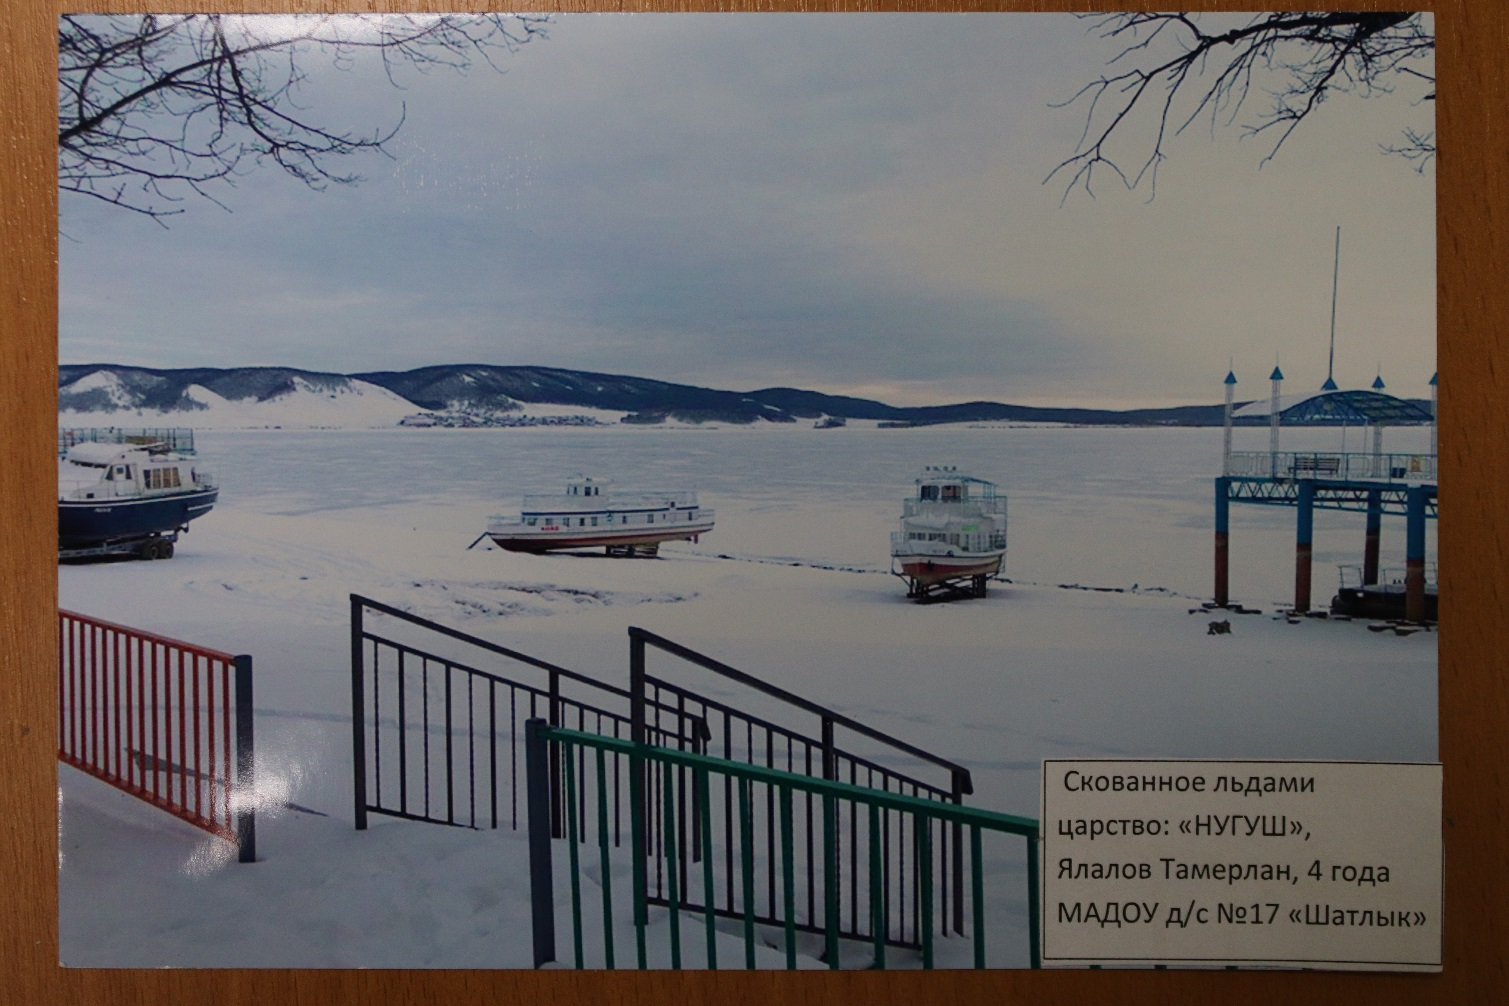 Скованное льдами
царство: «НУГУШ»,
Ялалов Тамерлан, 4 года
МАДОУ д/с №17 «Шатлык»